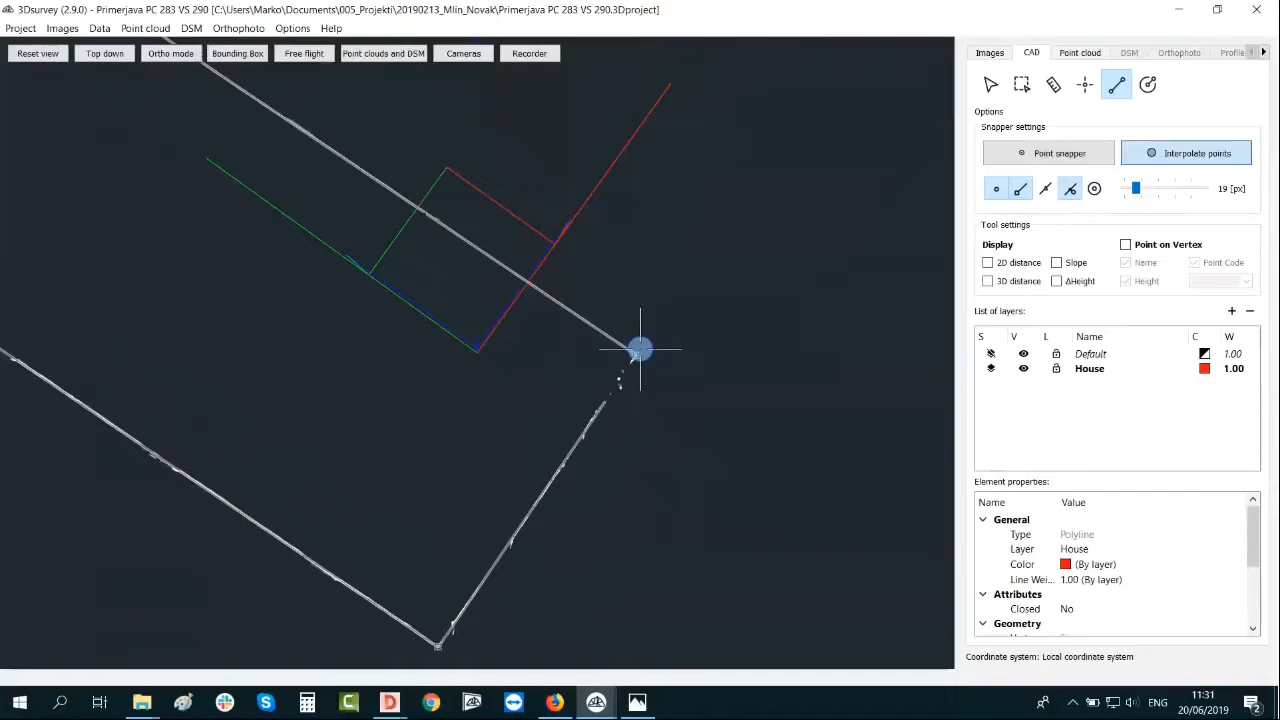 3Dsurvey (2.9.0) - Primerjava PC 283 VS 290 [C:\Users\Marko\Documents\005_Projekti\20190213_Mlin_Novak\Primerjava PC 283 VS 290.3Dproject]
Project Images Data Point cloud DSM Orthophoto Options Help
Reset view Top down Ortho mode Bounding Box Free flight Point clouds and DSM Cameras Recorder
Images CAD Point cloud DSM Orthophoto Profile
Options
Snapper settings
Point snapper Interpolate points
19 [px]
Tool settings
Display Point on Vertex
2D distance Slope Name Point Code
3D distance ΔHeight Height
List of layers:
S V L Name C W
Default 1.00
House 1.00
Element properties:
Name Value
General
Type Polyline
Layer House
Color (By layer)
Line Wei... 1.00 (By layer)
Attributes
Closed No
Geometry
Coordinate system: Local coordinate system
ENG
11:31
20/06/2019
2